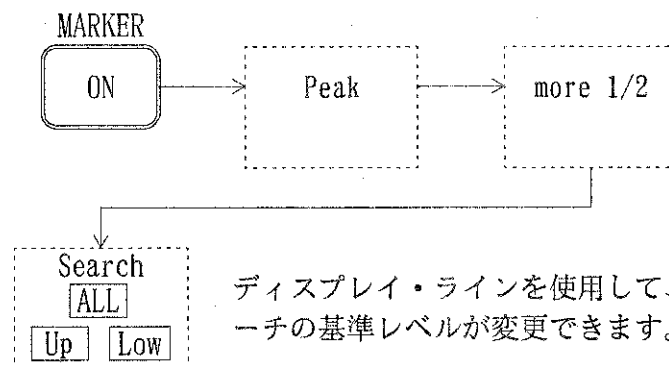 MARKER
ON
Peak
more 1/2
Search
ALL
Up Low
ディスプレイ・ラインを使用して、
ーチの基準レベルが変更できます。